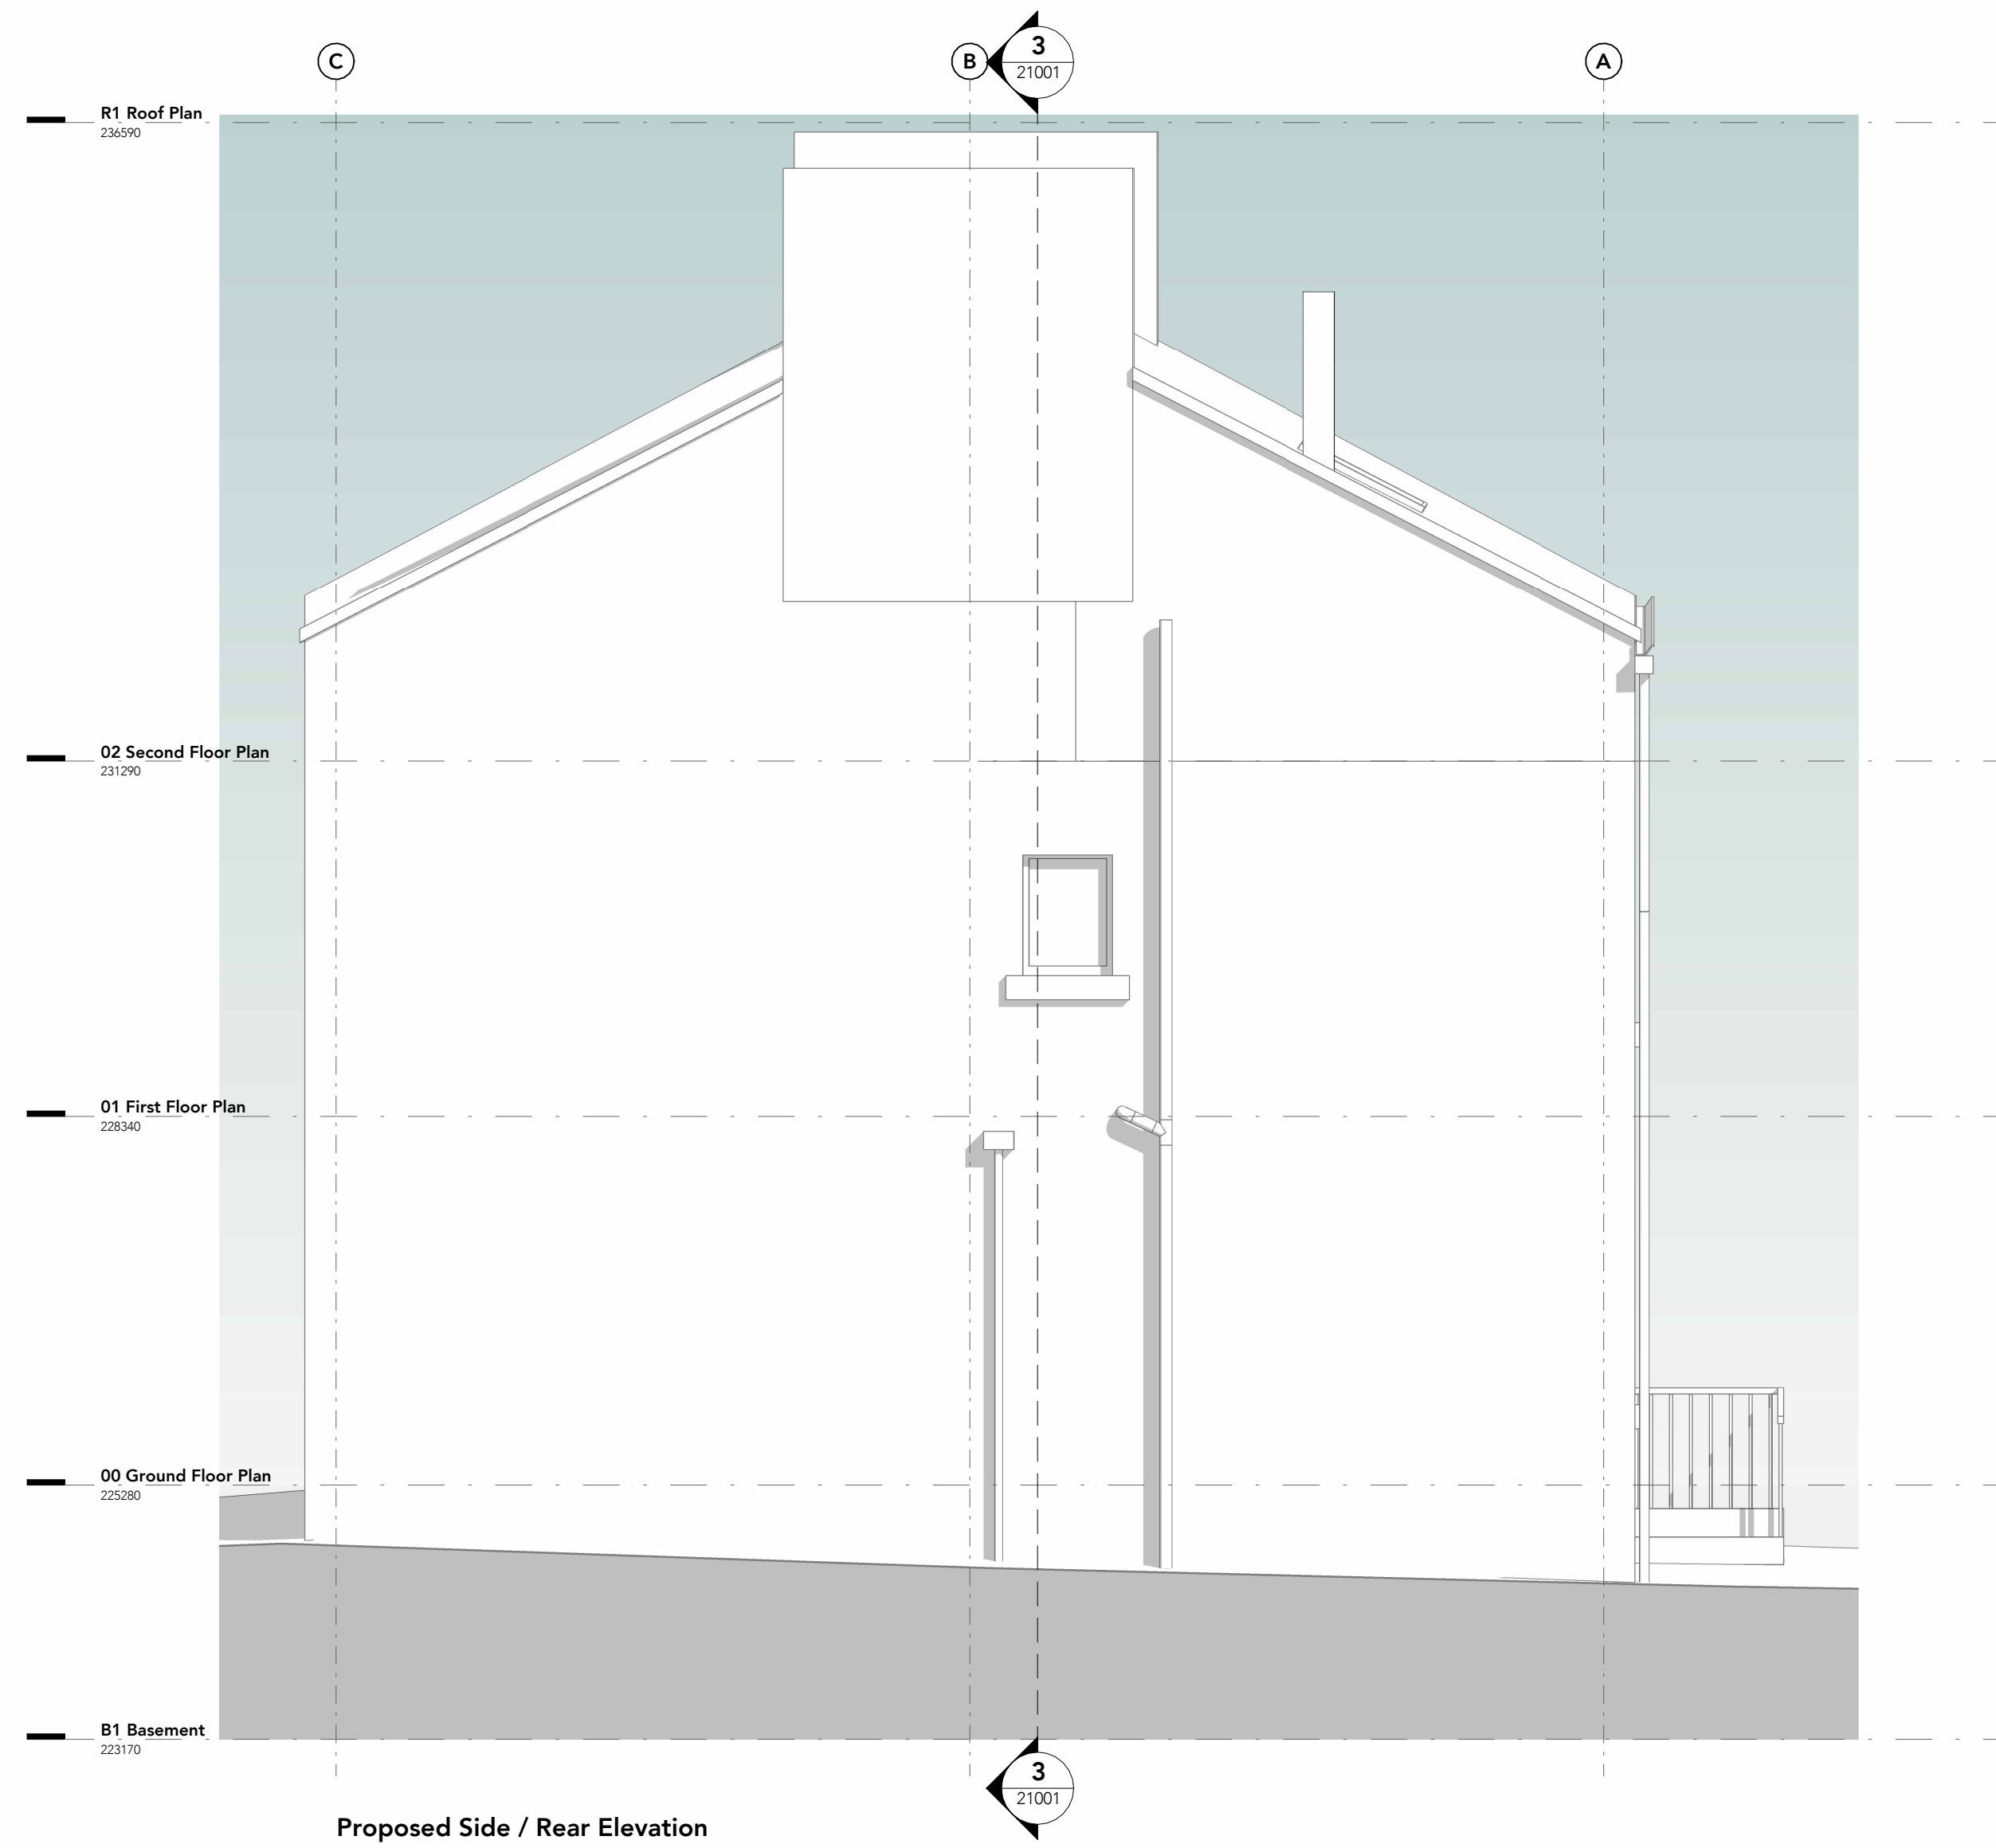 C
B
3
21001
A
R1 Roof Plan
236590
02 Second Floor Plan
231290
01 First Floor Plan
228340
00 Ground Floor Plan
225280
B1 Basement
223170
3
21001
Proposed Side / Rear Elevation